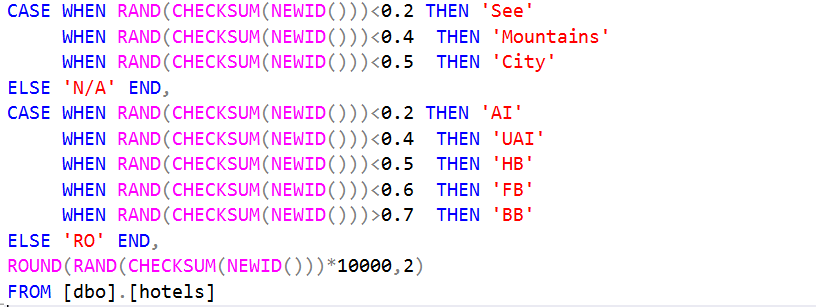 CASE WHEN RAND(CHECKSUM(NEWID()))<0.2 THEN 'See'
WHEN RAND(CHECKSUM(NEWID()))<0.4 THEN 'Mountains'
WHEN RAND(CHECKSUM(NEWID()))<0.5 THEN 'City'
ELSE 'N/A' END,
CASE WHEN RAND(CHECKSUM(NEWID()))<0.2 THEN 'AI'
WHEN RAND(CHECKSUM(NEWID()))<0.4 THEN 'UAI'
WHEN RAND(CHECKSUM(NEWID()))<0.5 THEN 'HB'
WHEN RAND(CHECKSUM(NEWID()))<0.6 THEN 'FB'
WHEN RAND(CHECKSUM(NEWID()))>0.7 THEN 'BB'
ELSE 'RO' END,
ROUND(RAND(CHECKSUM(NEWID()))*10000,2)
FROM [dbo].[hotels]